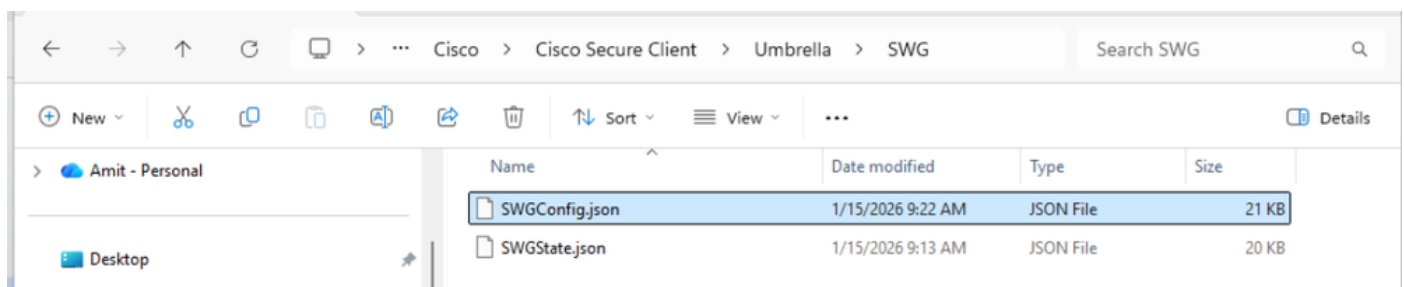 Cisco > Cisco Secure Client > Umbrella > SWG Search SWG
New Sort View ... Details
Amit - Personal
Desktop
Name Date modified Type Size
SWGConfig.json 1/15/2026 9:22 AM JSON File 21 KB
SWGState.json 1/15/2026 9:13 AM JSON File 20 KB